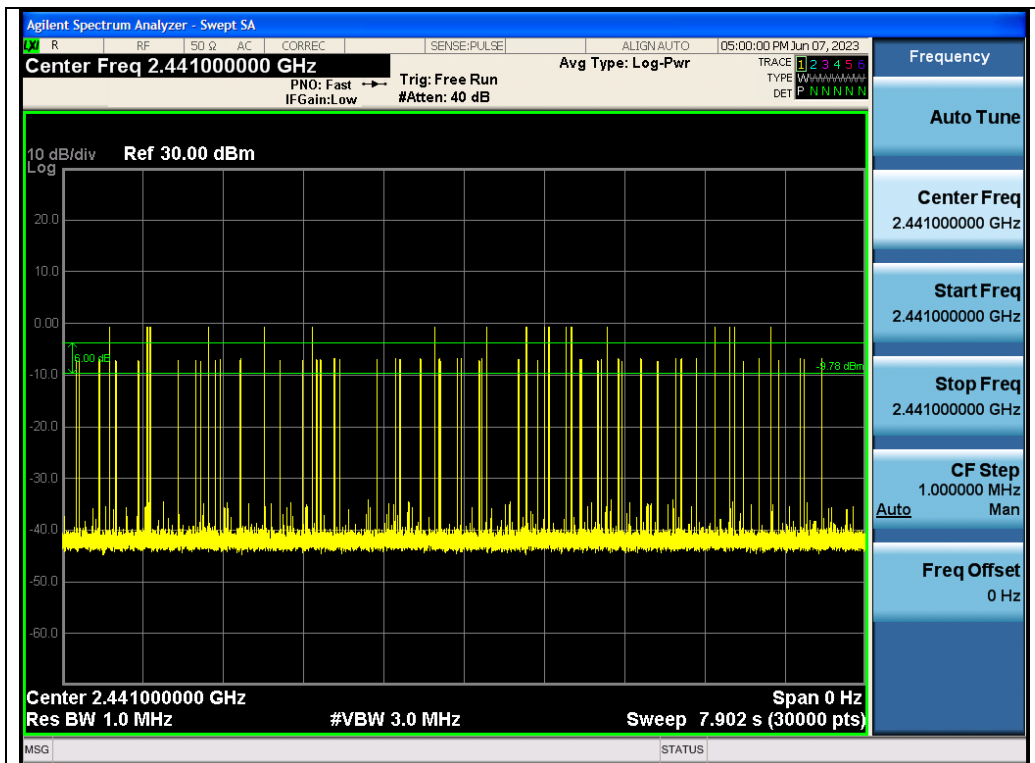 Agilent Spectrum Analyzer - Swept SA
LXI R RF 50 Ω AC CORREC SENSE:PULSE ALIGN AUTO 05:00:00 PM Jun 07, 2023
Center Freq 2.441000000 GHz
PNO: Fast
IFGain:Low
Trig: Free Run
#Atten: 40 dB
Avg Type: Log-Pwr
TRACE 1 2 3 4 5 6
TYPE
DET P N N N N N
10 dB/div
Log
Ref 30.00 dBm
20.0
10.0
0.00
6.00 dB
-9.78 dBm
-10.0
-20.0
-30.0
-40.0
-50.0
-60.0
Center 2.441000000 GHz
Span 0 Hz
Res BW 1.0 MHz
#VBW 3.0 MHz
Sweep 7.902 s (30000 pts)
MSG
STATUS
Frequency
Auto Tune
Center Freq
2.441000000 GHz
Start Freq
2.441000000 GHz
Stop Freq
2.441000000 GHz
CF Step
1.000000 MHz
Auto Man
Freq Offset
0 Hz